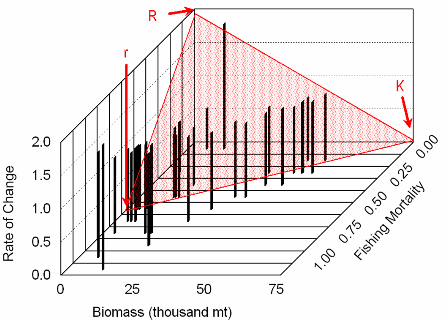 R
r
K
2.0
1.5
1.0
0.5
0.0
Rate of Change
0
25
50
75
Biomass (thousand mt)
0.00
0.25
0.50
0.75
1.00
Fishing Mortality